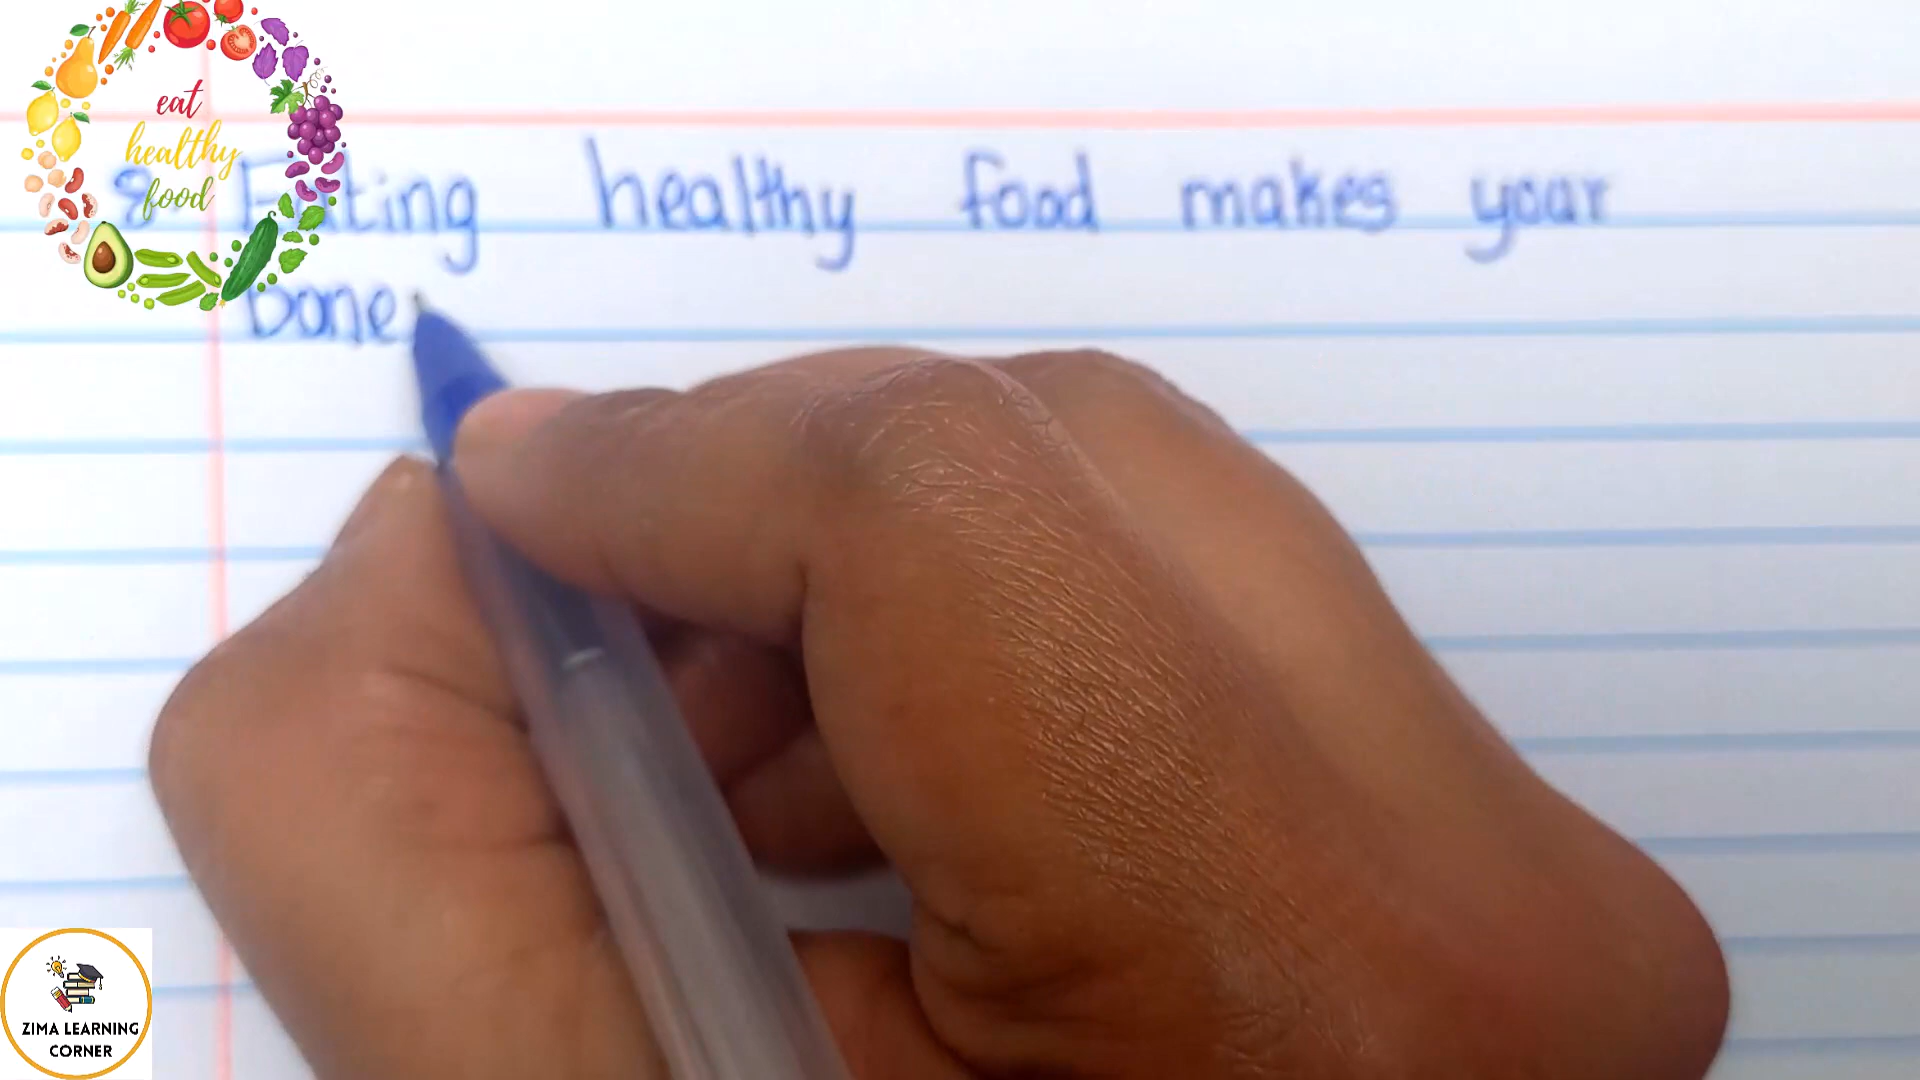 eat
healthy
food
8. Eating healthy food makes your
bone
ZIMA LEARNING
CORNER